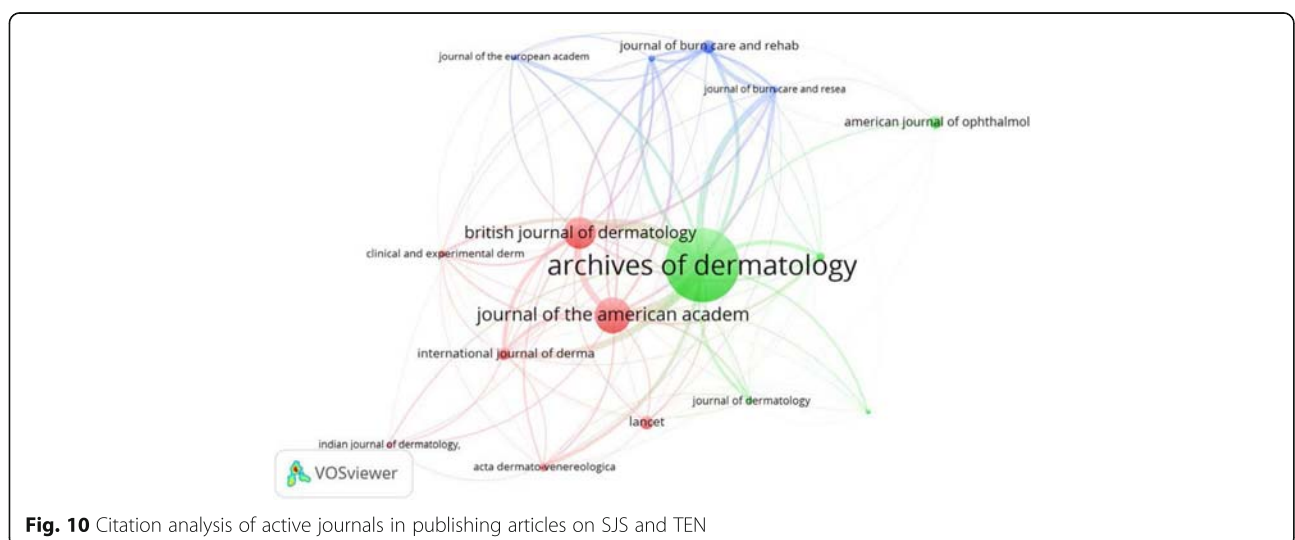 journal of burn care and rehab
journal of the european academ
journal of burn care and resea
american journal of ophthalmol
british journal of dermatology
clinical and experimental derm
archives of dermatology
journal of the american academ
international journal of derma
journal of dermatology
lancet
indian journal of dermatology,
acta dermato-venereologica
VOSviewer
Fig. 10 Citation analysis of active journals in publishing articles on SJS and TEN